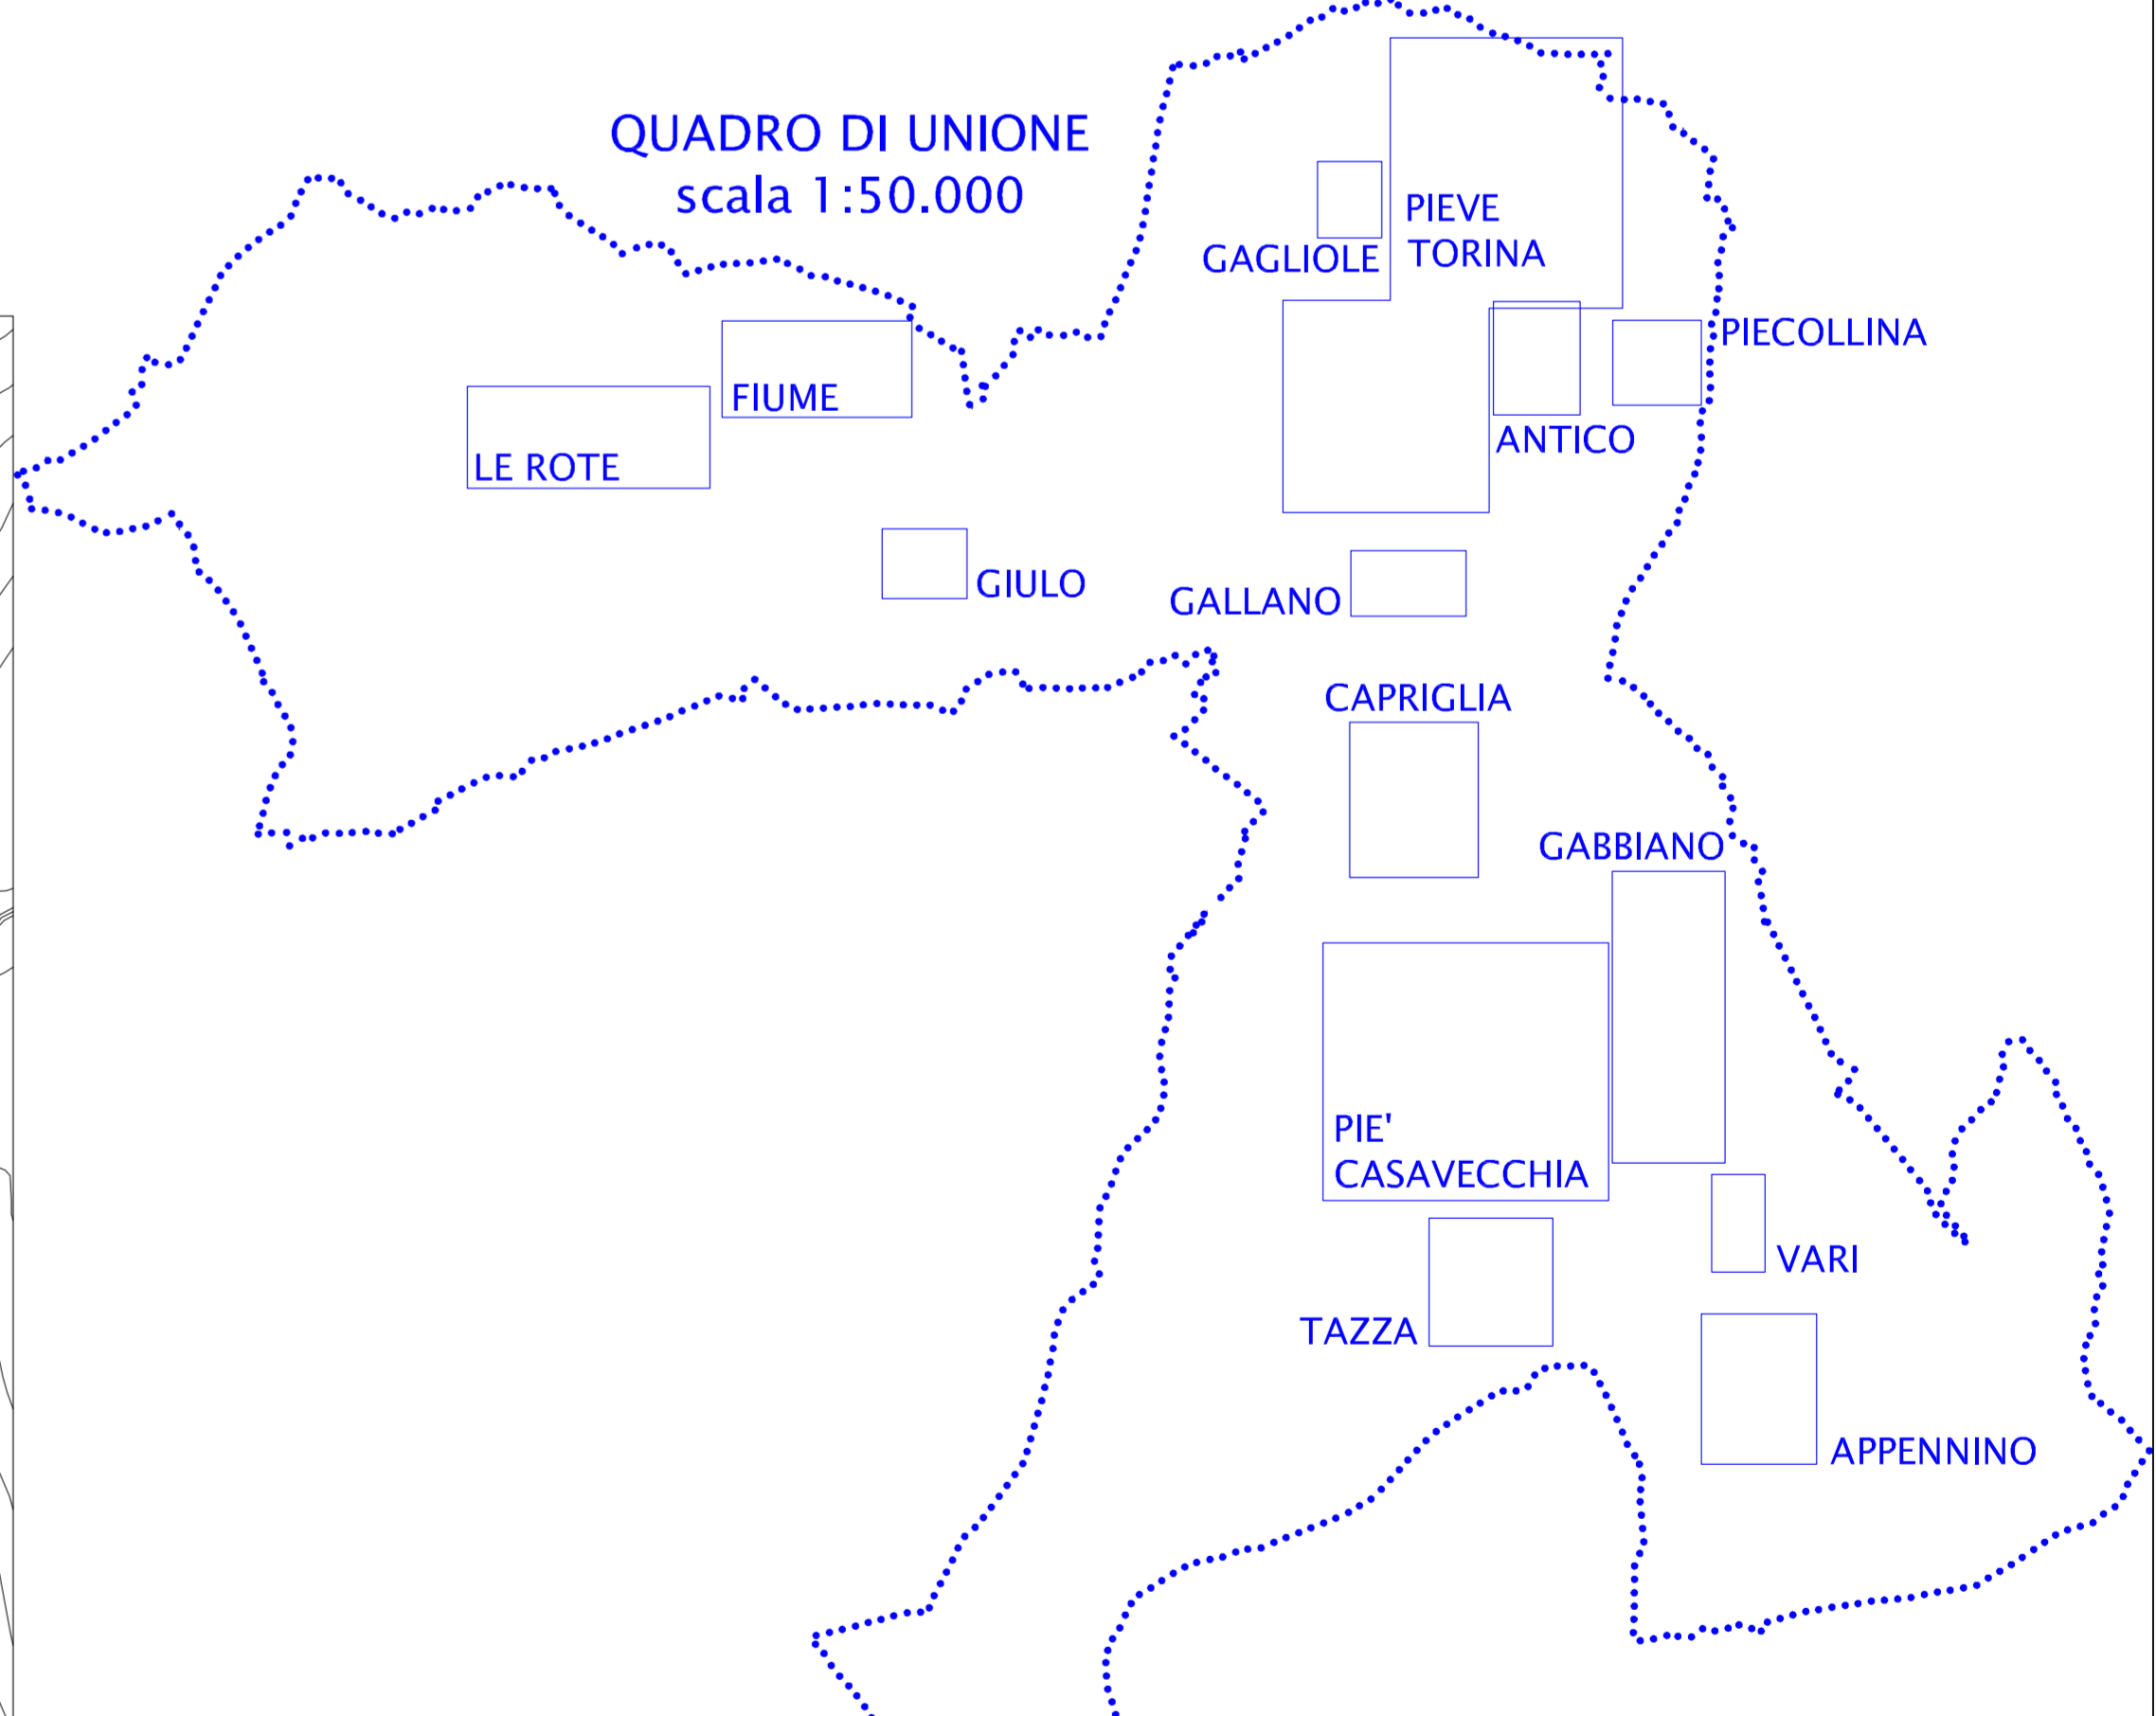 QUADRO DI UNIONE
scala 1:50.000
PIEVE
TORINA
GAGLIOLE
PIECOLLINA
FIUME
ANTICO
LE ROTE
GIULO
GALLANO
CAPRIGLIA
GABBIANO
PIE'
CASAVECCHIA
VARI
TAZZA
APPENNINO